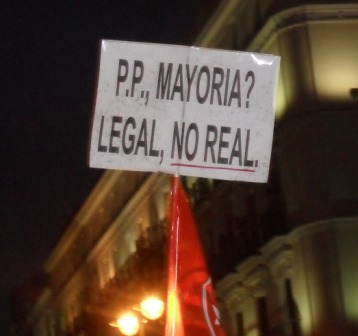 P.P., MAYORIA?
LEGAL, NO REAL.